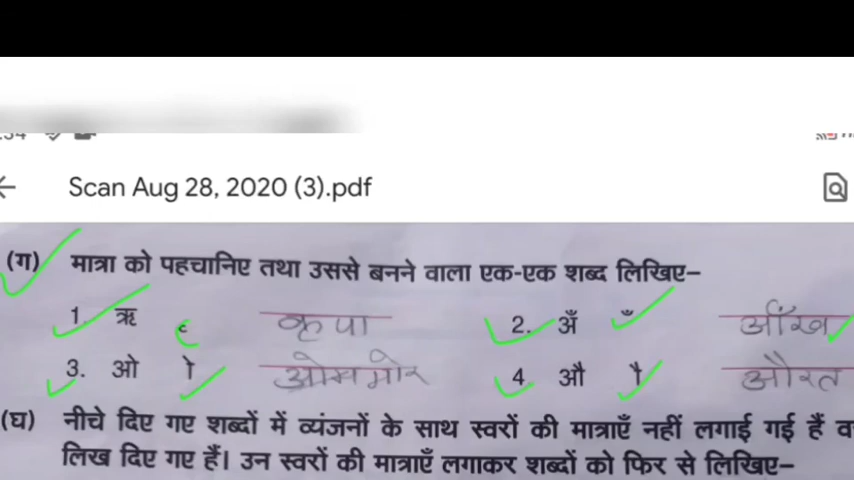 Scan Aug 28, 2020 (3).pdf
(ग) मात्रा को पहचानिए तथा उससे बनने वाला एक-एक शब्द लिखिए–
1. ऋ ृ कृपा 2. अँ ँ आँख
3. ओ ो ओम मोर 4. औ ौ औरत
(घ) नीचे दिए गए शब्दों में व्यंजनों के साथ स्वरों की मात्राएँ नहीं लगाई गई हैं
लिख दिए गए हैं। उन स्वरों की मात्राएँ लगाकर शब्दों को फिर से लिखिए–